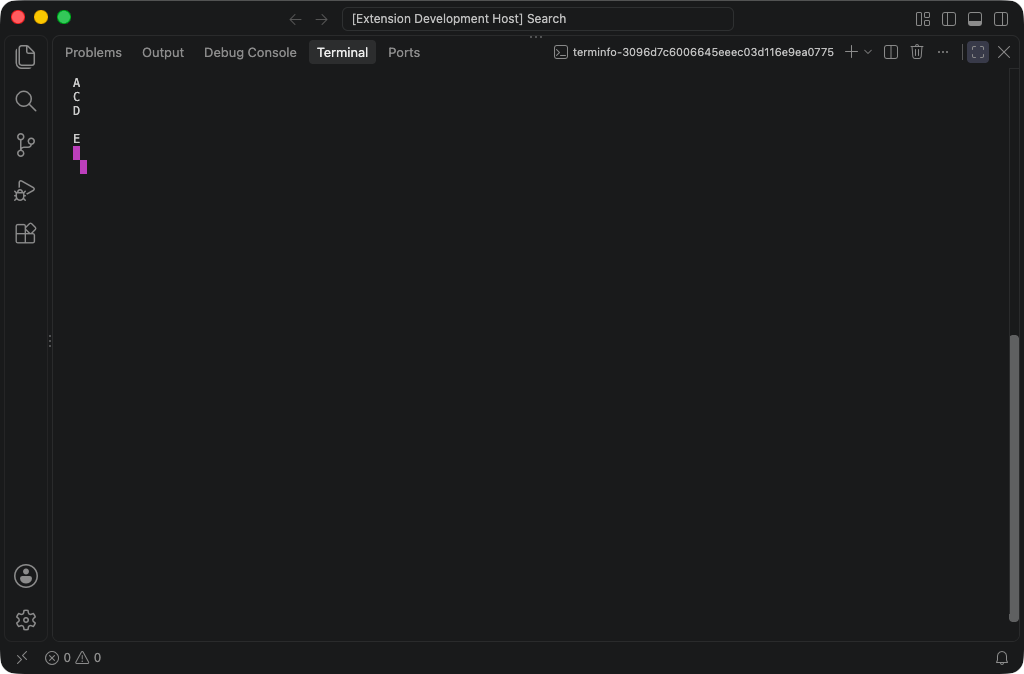 [Extension Development Host] Search
Problems Output Debug Console Terminal Ports terminfo-3096d7c6006645eeec03d116e9ea0775
A
C
D
E
0 0